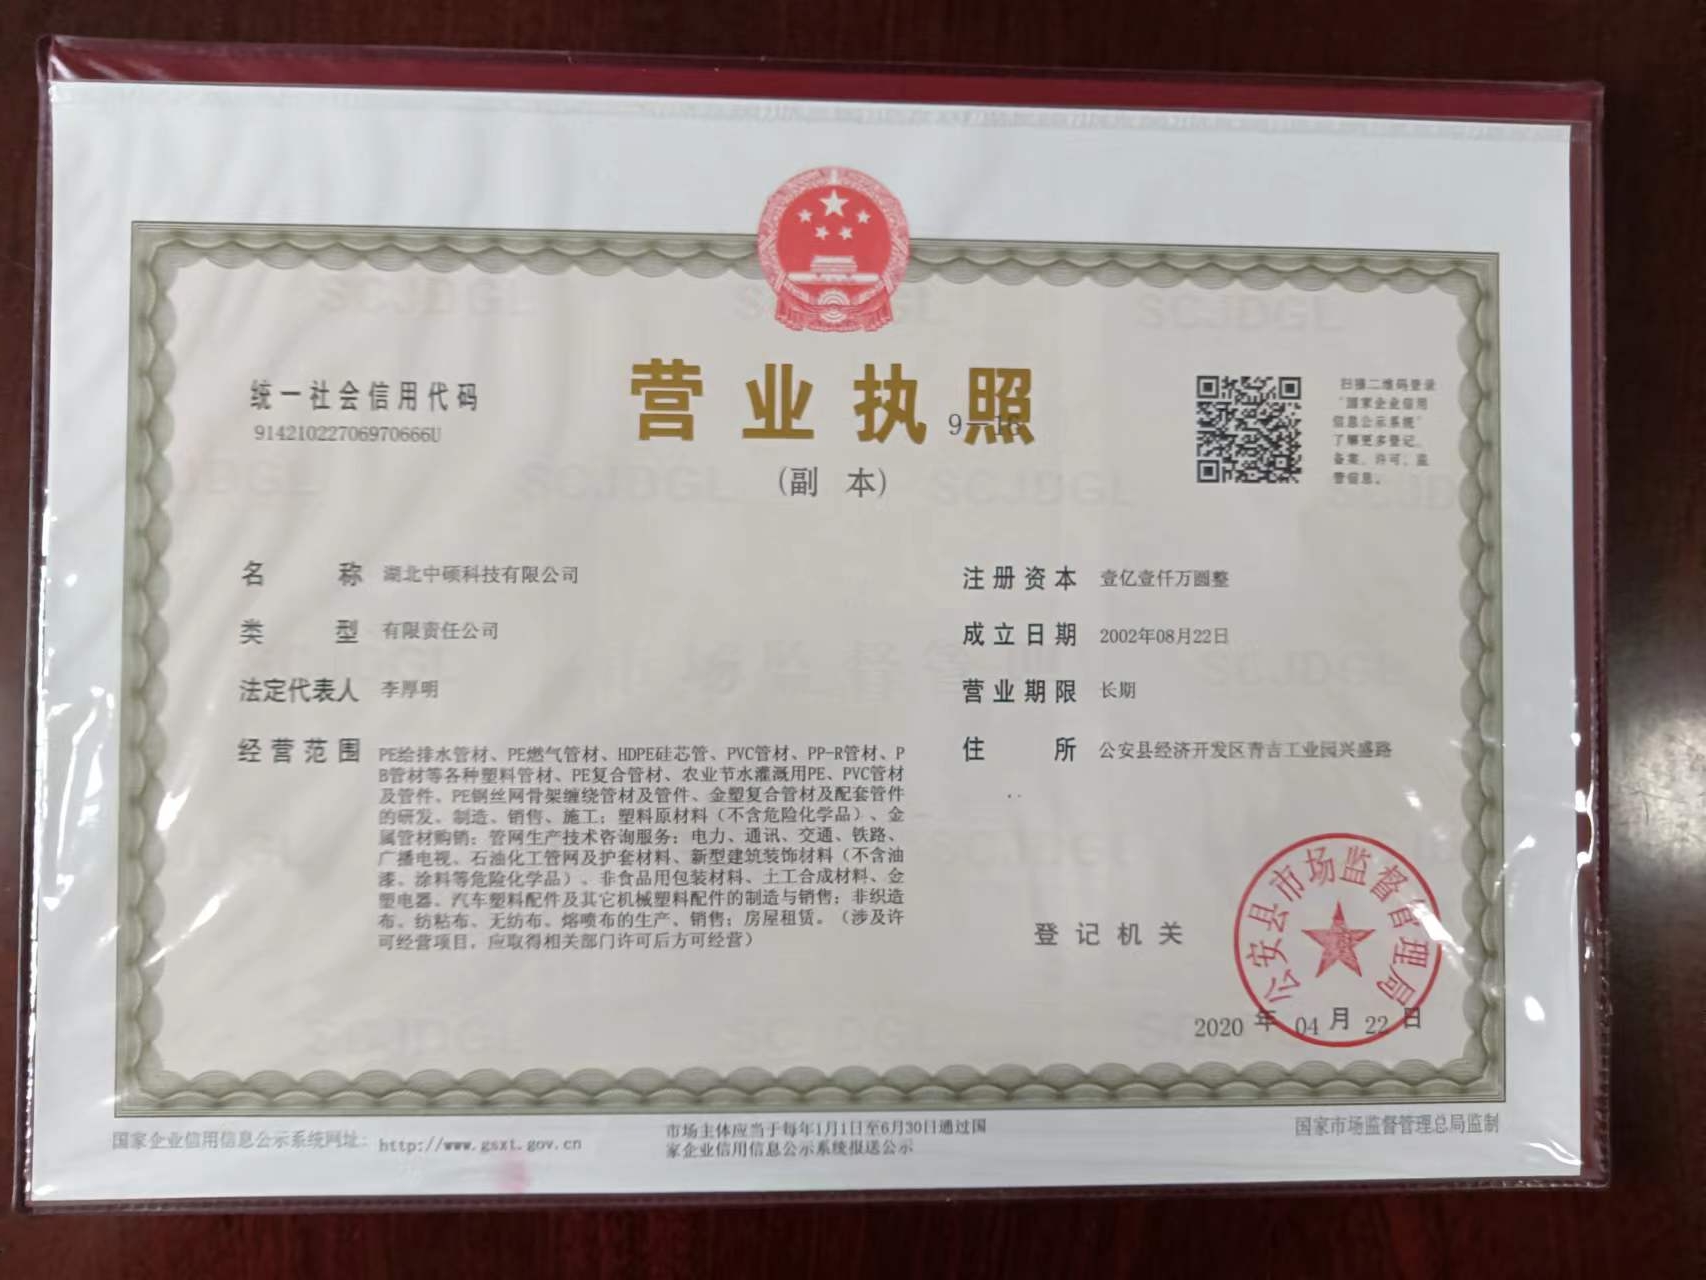 统一社会信用代码
91421022706970666U
营业执照
9-16
(副 本)
扫描二维码登录
“国家企业信用
信息公示系统”
了解更多登记、
备案、许可、监
管信息。
名 称 湖北中硕科技有限公司
类 型 有限责任公司
法定代表人 李厚明
经营范围 PE给排水管材、PE燃气管材、HDPE硅芯管、PVC管材、PP-R管材、P
B管材等各种塑料管材、PE复合管材、农业节水灌溉用PE、PVC管材
及管件、PE钢丝网骨架缠绕管材及管件、金塑复合管材及配套管件
的研发、制造、销售、施工；塑料原材料（不含危险化学品）、金
属管材购销；管网生产技术咨询服务；电力、通讯、交通、铁路、
广播电视、石油化工管网及护套材料、新型建筑装饰材料（不含油
漆、涂料等危险化学品）、非食品用包装材料、土工合成材料、金
塑电器、汽车塑料配件及其它机械塑料配件的制造与销售；非织造
布、纺粘布、无纺布、熔喷布的生产、销售；房屋租赁。（涉及许
可经营项目，应取得相关部门许可后方可经营）
注册资本 壹亿壹仟万圆整
成立日期 2002年08月22日
营业期限 长期
住 所 公安县经济开发区青吉工业园兴盛路
登记机关
公安县市场监督管理局
2020 年 04 月 22 日
国家企业信用信息公示系统网址：http://www.gsxt.gov.cn
市场主体应当于每年1月1日至6月30日通过国
家企业信用信息公示系统报送公示
国家市场监督管理总局监制